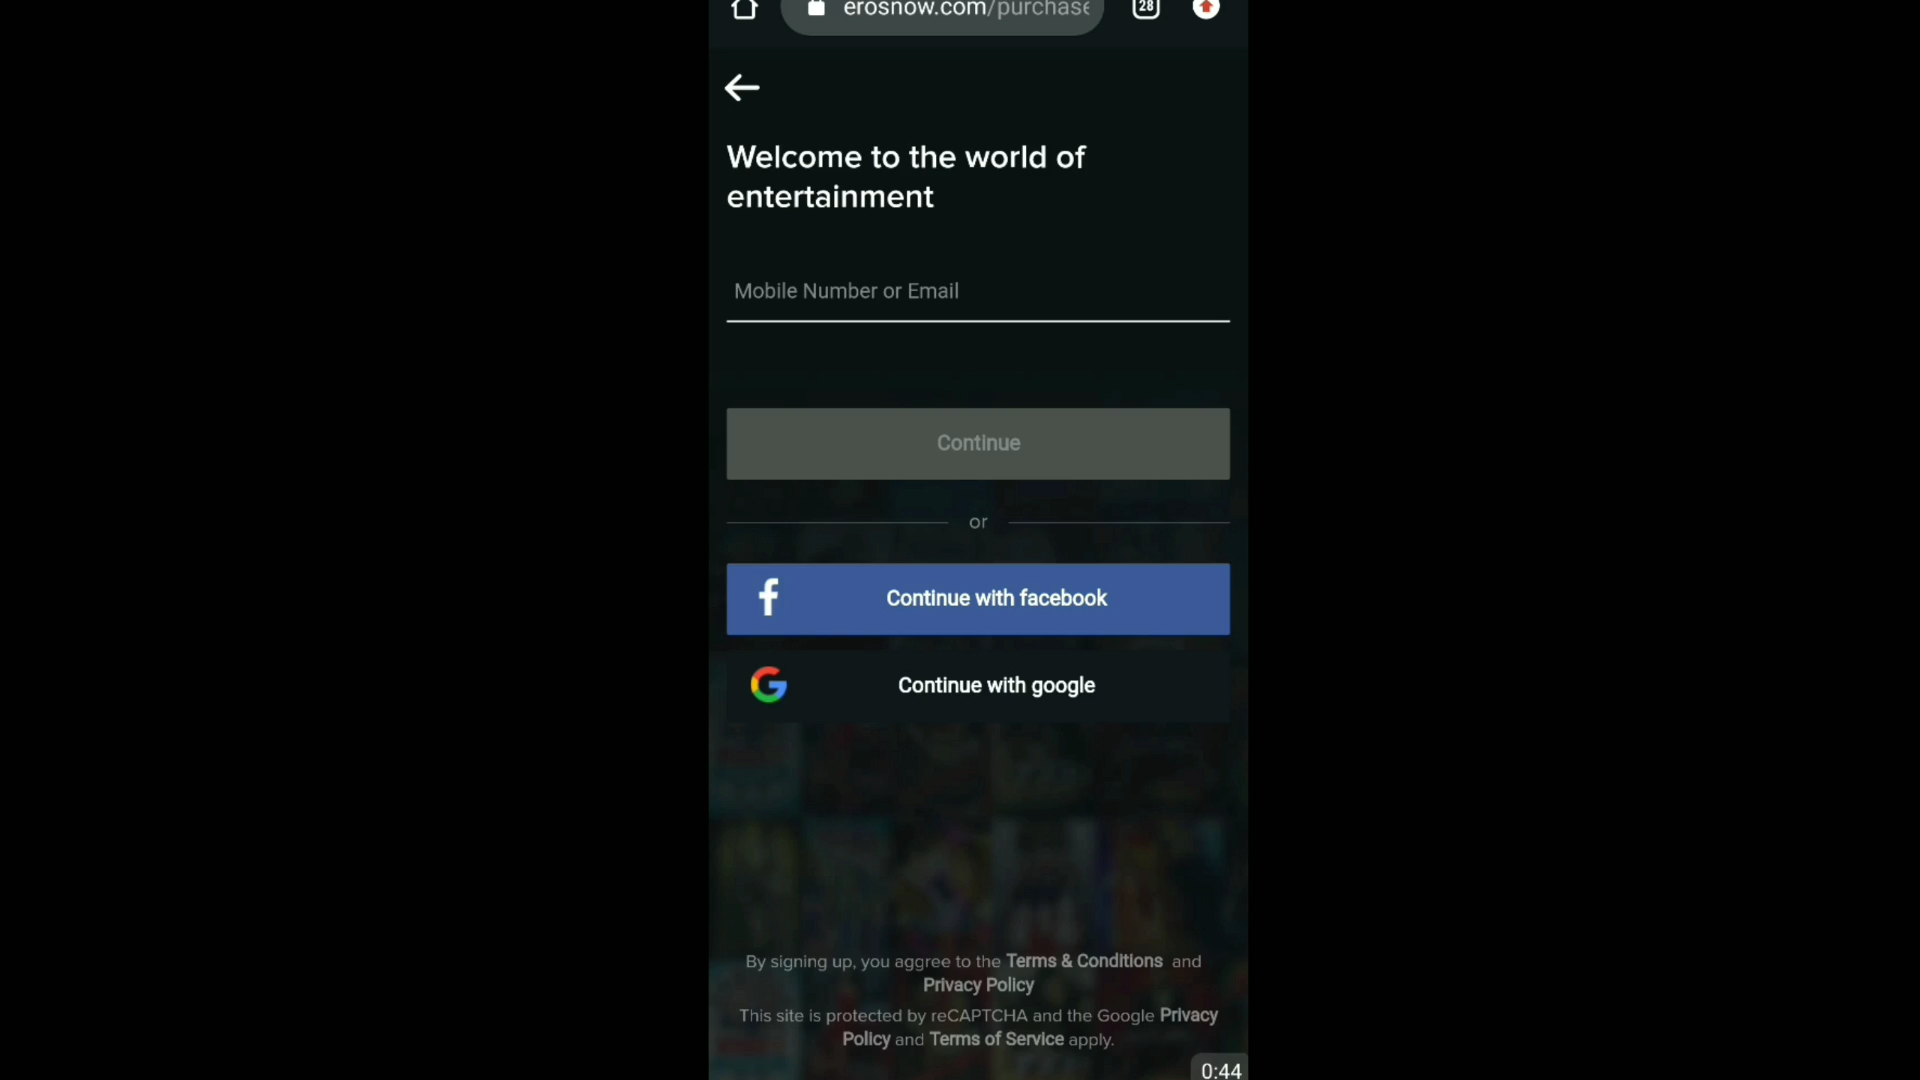 erosnow.com/purchase
28
Welcome to the world of
entertainment
Mobile Number or Email
Continue
or
Continue with facebook
Continue with google
By signing up, you aggree to the Terms & Conditions and
Privacy Policy
This site is protected by reCAPTCHA and the Google Privacy
Policy and Terms of Service apply.
0:44